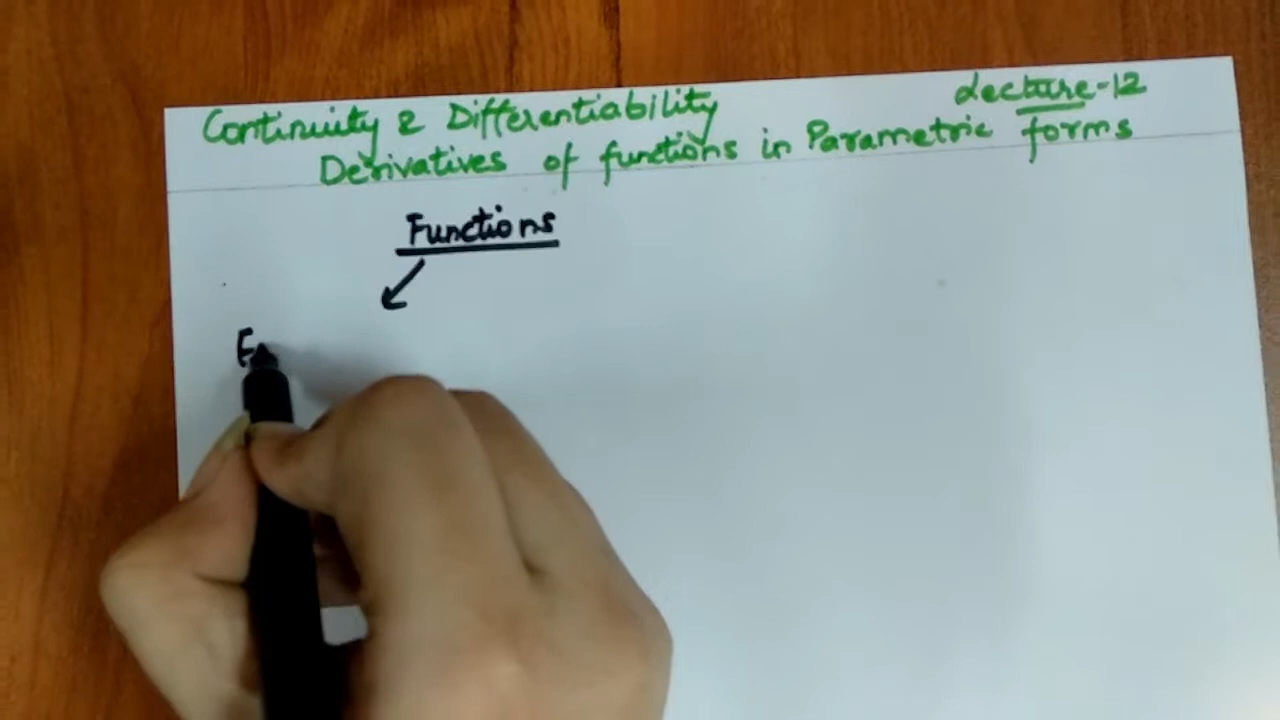 Lecture-12
Continuity & Differentiability
Derivatives of functions in Parametric forms
Functions
E